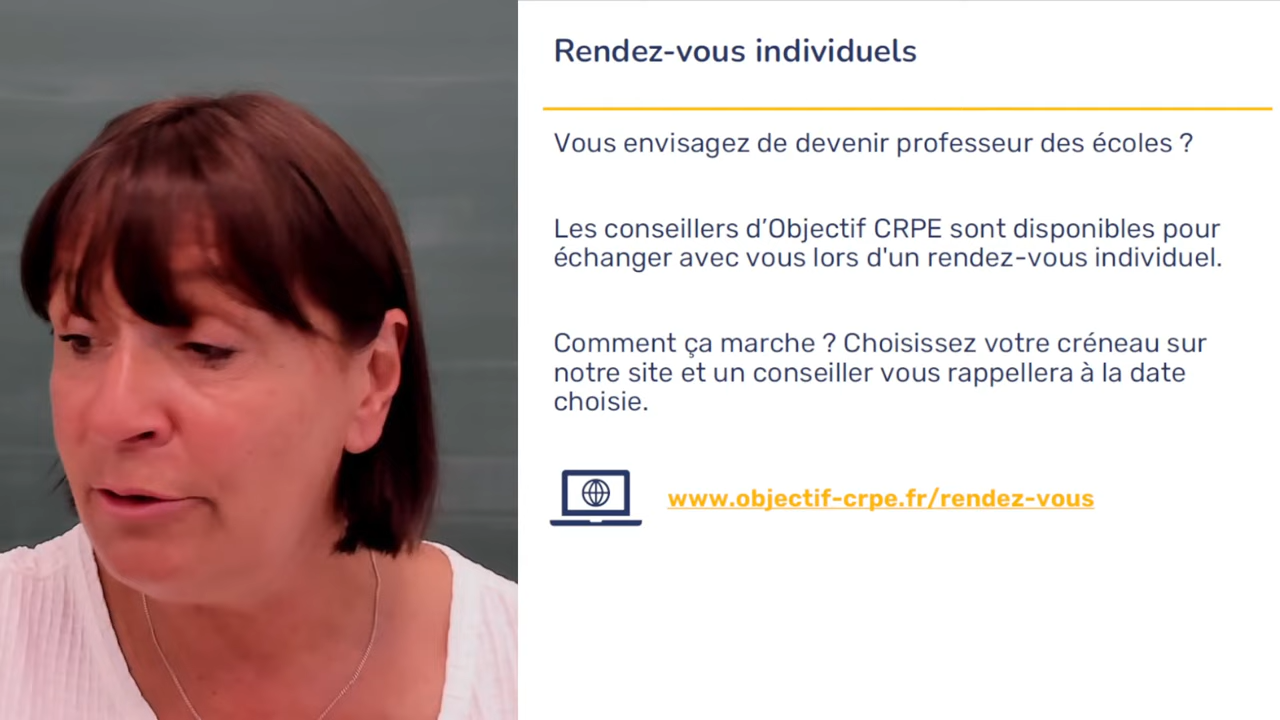 Rendez-vous individuels
Vous envisagez de devenir professeur des écoles ?
Les conseillers d’Objectif CRPE sont disponibles pour
échanger avec vous lors d'un rendez-vous individuel.
Comment ça marche ? Choisissez votre créneau sur
notre site et un conseiller vous rappellera à la date
choisie.
www.objectif-crpe.fr/rendez-vous